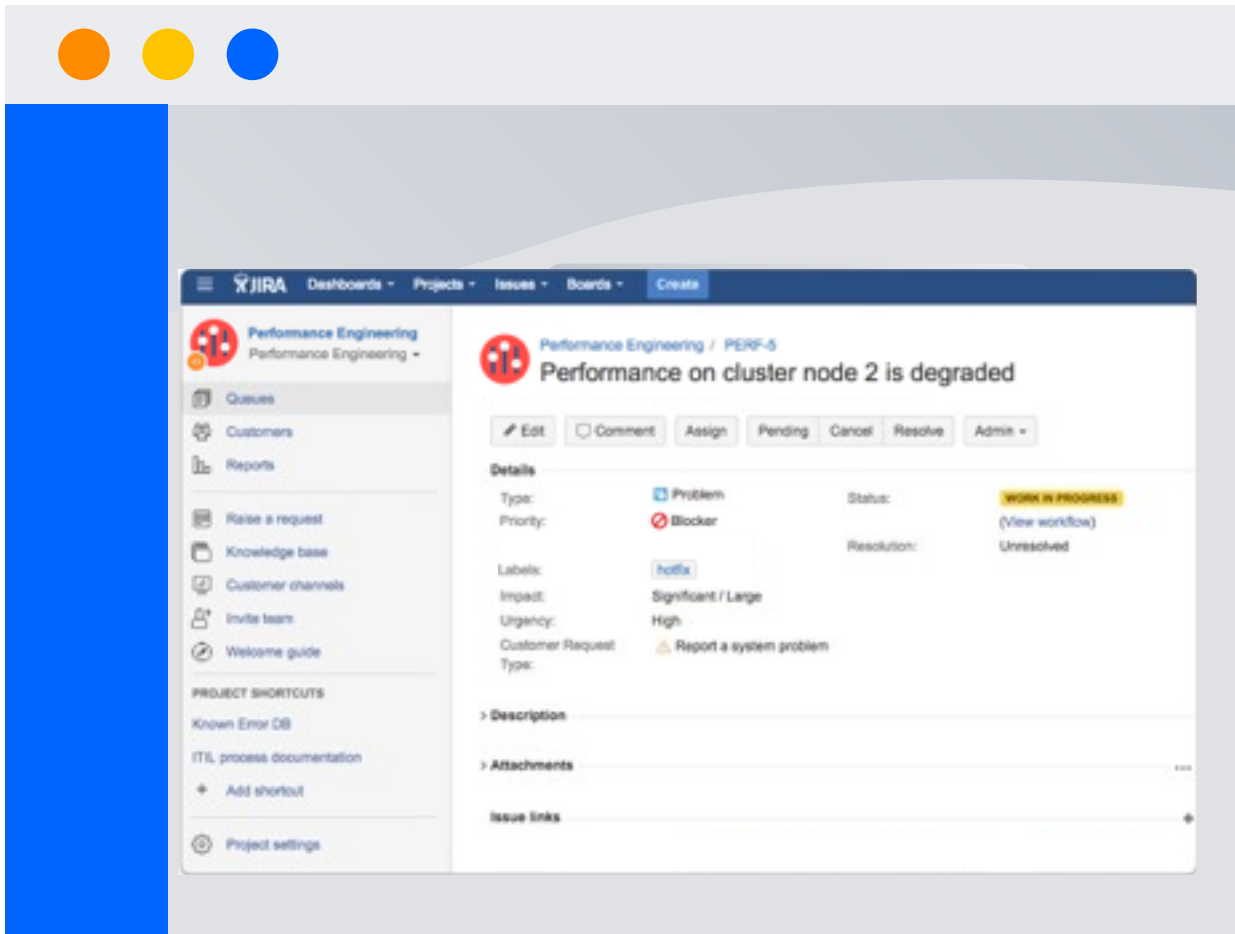 JIRA Dashboards Projects Issues Boards Create
Performance Engineering
Performance Engineering
Queues
Customers
Reports
Raise a request
Knowledge base
Customer channels
Invite team
Welcome guide
PROJECT SHORTCUTS
Known Error DB
ITIL process documentation
+ Add shortcut
Project settings
Performance Engineering / PERF-5
Performance on cluster node 2 is degraded
Edit Comment Assign Pending Cancel Resolve Admin
Details
Type: Problem Status: WORK IN PROGRESS
Priority: Blocker (View workflow)
Resolution: Unresolved
Labels: hotfix
Impact: Significant / Large
Urgency: High
Customer Request Type: Report a system problem
Description
Attachments
Issue links